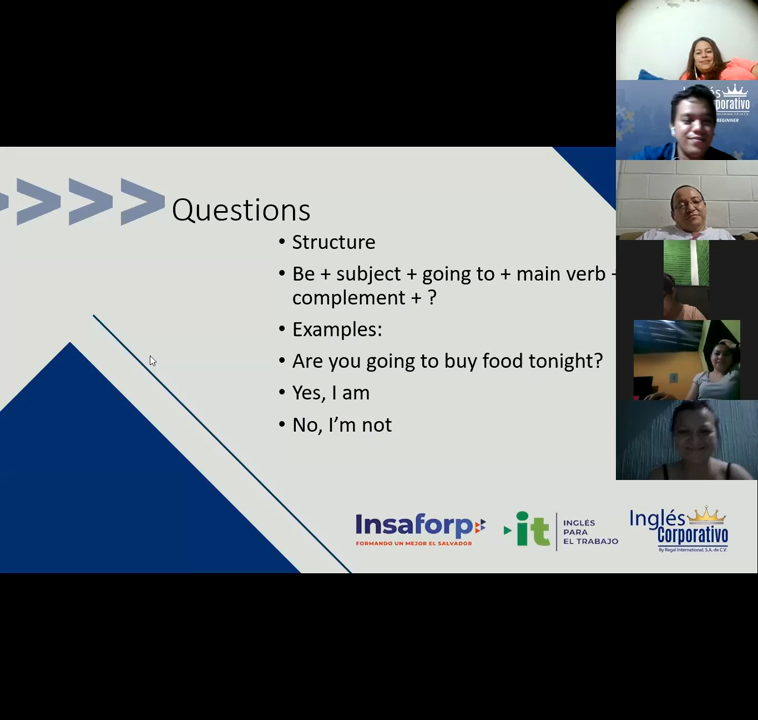 Questions
• Structure
• Be + subject + going to + main verb
complement + ?
• Examples:
• Are you going to buy food tonight?
• Yes, I am
• No, I'm not
Insaforp
FORMANDO UN MEJOR EL SALVADOR
it
INGLÉS
PARA
EL TRABAJO
Inglés
Corporativo
By Regal International, S.A. de C.V.